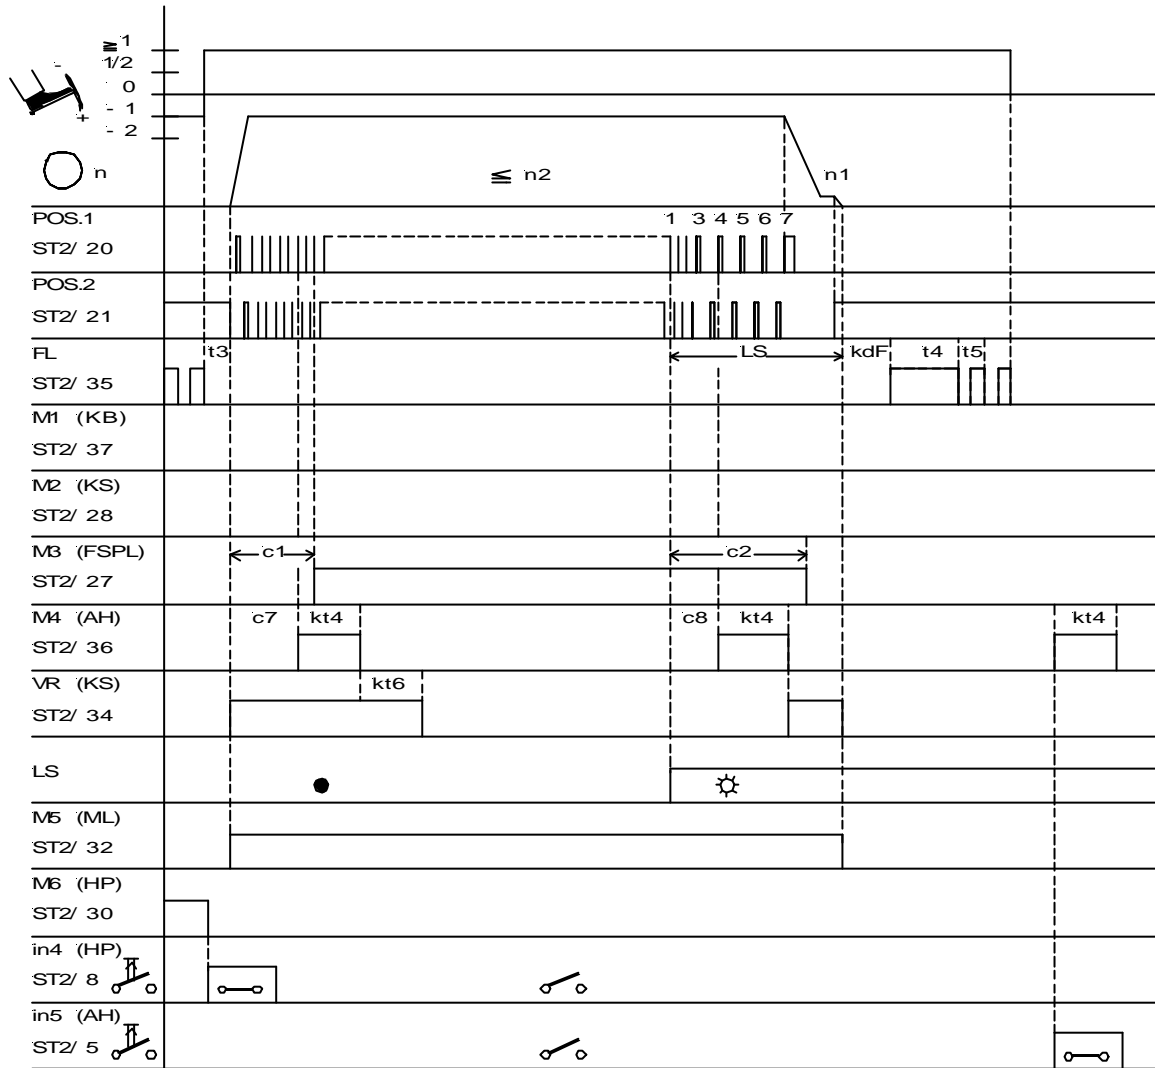 ≦ 1
- 1/2
0
- 1
+
- 2
n
≦ n2
n1
POS.1
1 3 4 5 6 7
ST2/ 20
POS.2
ST2/ 21
FL
t3
LS
kdF
t4
t5
ST2/ 35
M1 (KB)
ST2/ 37
M2 (KS)
ST2/ 28
M3 (FSPL)
c1
c2
ST2/ 27
M4 (AH)
c7
kt4
c8
kt4
kt4
ST2/ 36
VR (KS)
kt6
ST2/ 34
LS
M5 (ML)
ST2/ 32
M6 (HP)
ST2/ 30
in4 (HP)
ST2/ 8
in5 (AH)
ST2/ 5